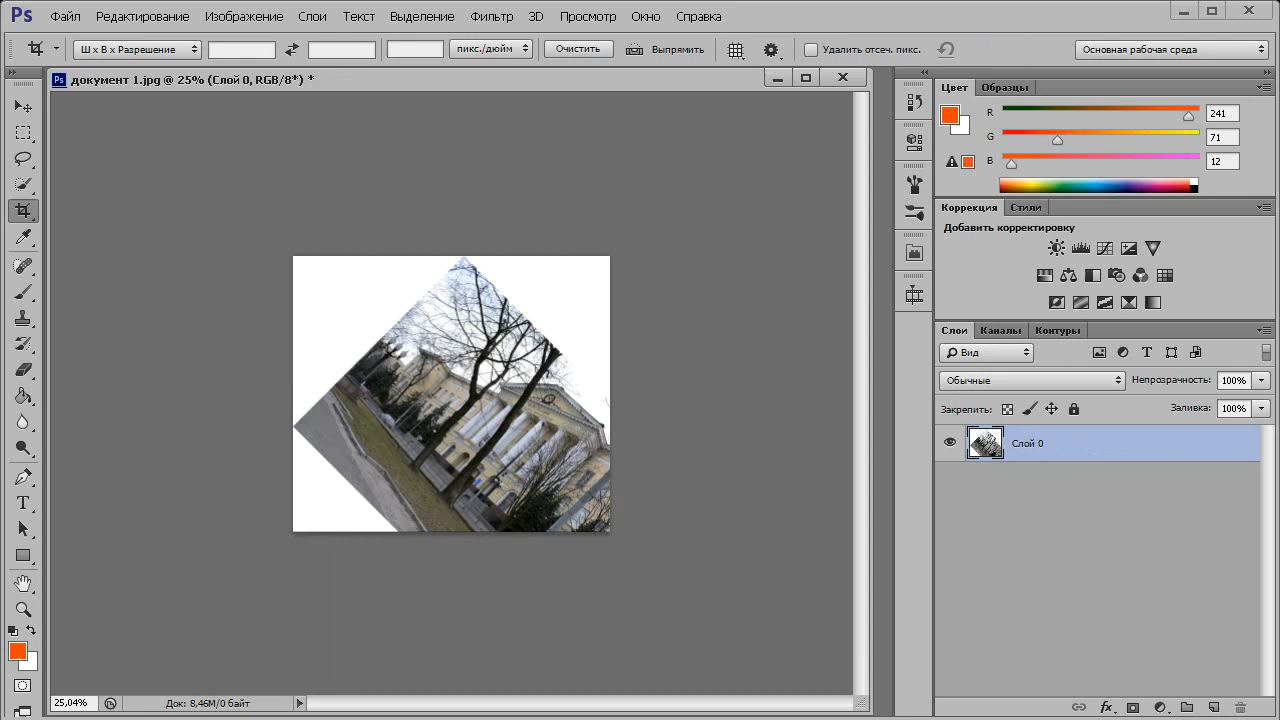 Ps Файл Редактирование Изображение Слои Текст Выделение Фильтр 3D Просмотр Окно Справка
Ш x В x Разрешение пикс./дюйм Очистить Выпрямить Удалить отсеч. пикс. Основная рабочая среда
Ps документ 1.jpg @ 25% (Слой 0, RGB/8*) *
Цвет Образцы
R 241
G 71
B 12
Коррекция Стили
Добавить корректировку
Слои Каналы Контуры
Вид
Обычные Непрозрачность: 100%
Закрепить: Заливка: 100%
Слой 0
25,04% Док: 8,46M/0 байт
fx